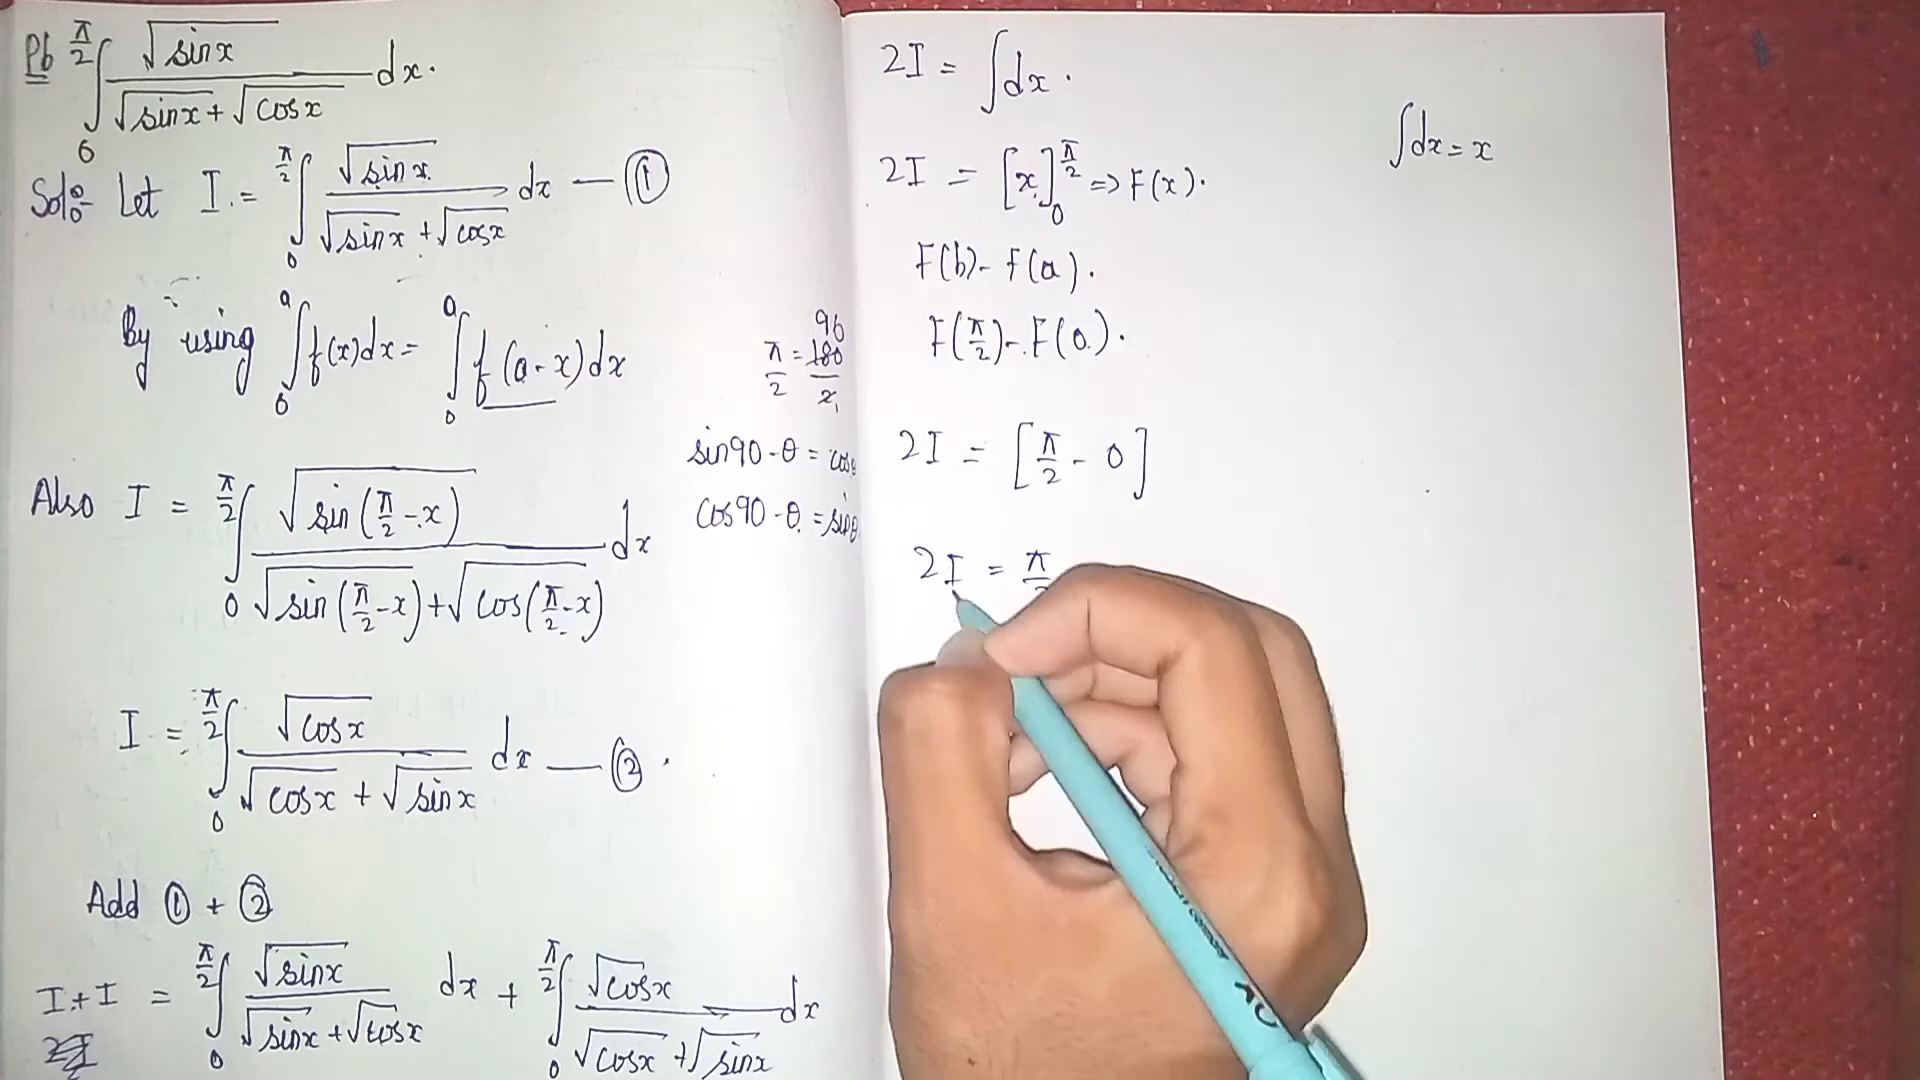 Pb ∫₀^(π/2) √sinx / (√sinx + √cosx) dx.
Sol:- Let I = ∫₀^(π/2) √sinx / (√sinx + √cosx) dx — ①
By using ∫₀^a f(x)dx = ∫₀^a f(a-x)dx
π/2 = 180/2 90
1
sin90-θ = cosθ
cos90-θ = sinθ
Also I = ∫₀^(π/2) √sin(π/2-x) / (√sin(π/2-x) + √cos(π/2-x)) dx
I = ∫₀^(π/2) √cosx / (√cosx + √sinx) dx — ②.
Add ① + ②
I+I = ∫₀^(π/2) √sinx / (√sinx + √cosx) dx + ∫₀^(π/2) √cosx / (√cosx + √sinx) dx
2I = ∫dx.
∫dx = x
2I = [x]₀^(π/2) => F(x).
F(b)-F(a).
F(π/2)-F(0).
2I = [π/2 - 0]
2I = π